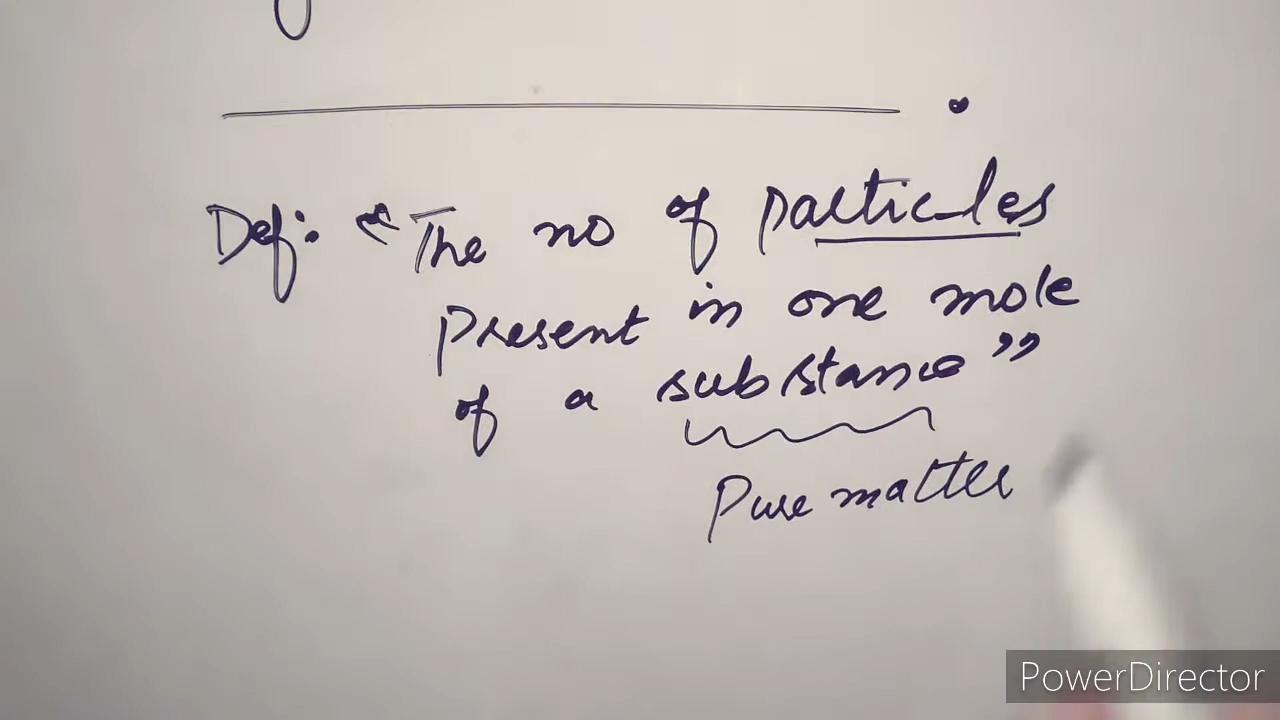 Def: "The no of particles
present in one mole
of a substance"
Pure matter
PowerDirector